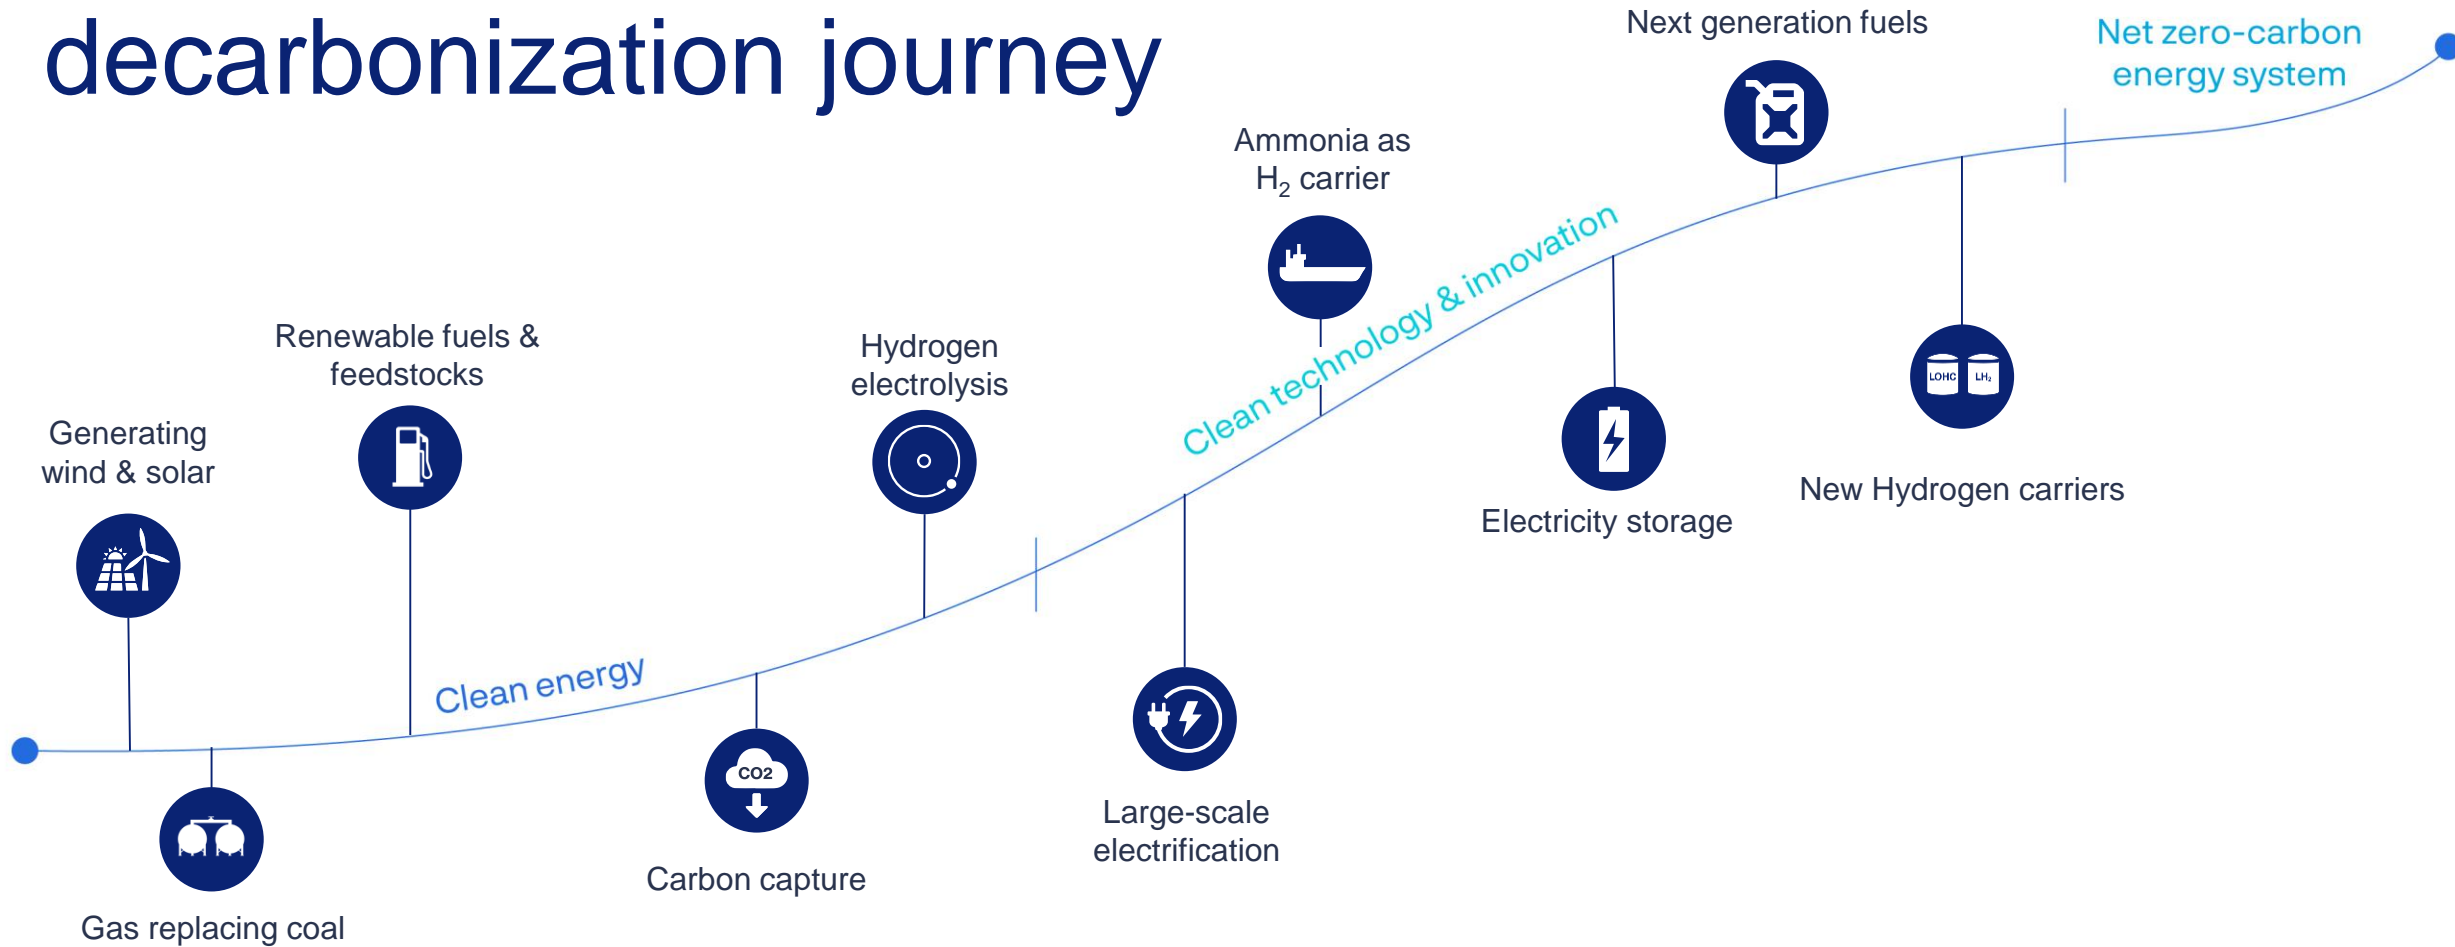 decarbonization journey
Next generation fuels
Net zero-carbon
energy system
Ammonia as
H₂ carrier
Clean technology & innovation
Renewable fuels &
feedstocks
Hydrogen
electrolysis
Generating
wind & solar
LOHC
LH₂
New Hydrogen carriers
Electricity storage
Clean energy
CO2
Large-scale
electrification
Carbon capture
Gas replacing coal